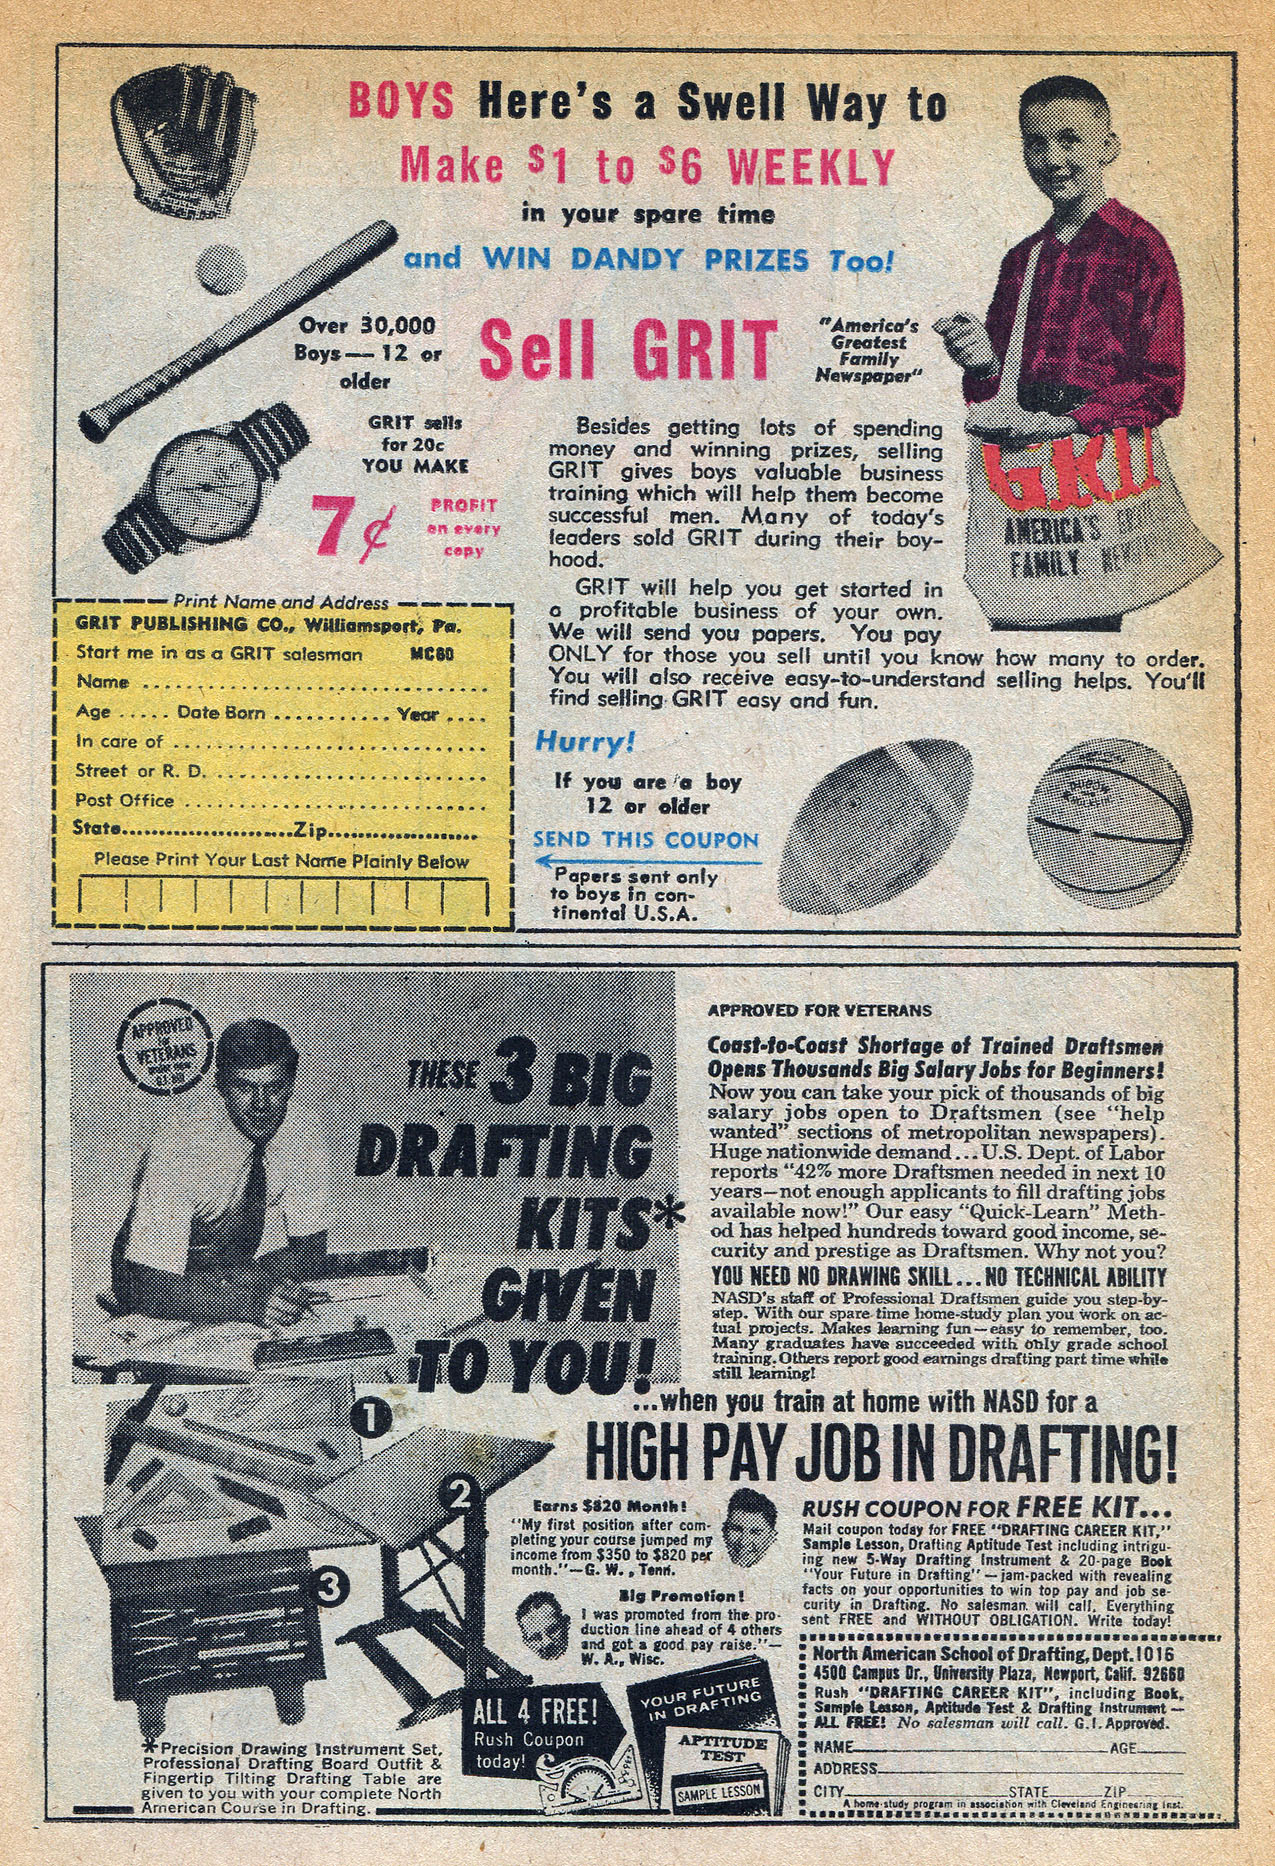 BOYS Here's a Swell Way to
Make $1 to $6 WEEKLY
in your spare time
and WIN DANDY PRIZES Too!
Over 30,000
Boys — 12 or
older
Sell GRIT
"America's
Greatest
Family
Newspaper"
GRIT sells
for 20c
YOU MAKE
7¢
PROFIT
on every
copy
Besides getting lots of spending
money and winning prizes, selling
GRIT gives boys valuable business
training which will help them become
successful men. Many of today's
leaders sold GRIT during their boy-
hood.
GRIT will help you get started in
a profitable business of your own.
We will send you papers. You pay
ONLY for those you sell until you know how many to order.
You will also receive easy-to-understand selling helps. You'll
find selling GRIT easy and fun.
GRIT
AMERICA'S
FAMILY
Print Name and Address
GRIT PUBLISHING CO., Williamsport, Pa.
Start me in as a GRIT salesman MC60
Name
Age ..... Date Born ........... Year ....
In care of
Street or R. D.
Post Office
State......................Zip....................
Please Print Your Last Name Plainly Below
Hurry!
If you are a boy
12 or older
SEND THIS COUPON
Papers sent only
to boys in con-
tinental U.S.A.
APPROVED
for
VETERANS
under new
G.I. Bill
THESE 3 BIG
DRAFTING
KITS*
GIVEN
TO YOU!
APPROVED FOR VETERANS
Coast-to-Coast Shortage of Trained Draftsmen
Opens Thousands Big Salary Jobs for Beginners!
Now you can take your pick of thousands of big
salary jobs open to Draftsmen (see "help
wanted" sections of metropolitan newspapers).
Huge nationwide demand...U.S. Dept. of Labor
reports "42% more Draftsmen needed in next 10
years—not enough applicants to fill drafting jobs
available now!" Our easy "Quick-Learn" Meth-
od has helped hundreds toward good income, se-
curity and prestige as Draftsmen. Why not you?
YOU NEED NO DRAWING SKILL...NO TECHNICAL ABILITY
NASD's staff of Professional Draftsmen guide you step-by-
step. With our spare time home-study plan you work on ac-
tual projects. Makes learning fun—easy to remember, too.
Many graduates have succeeded with only grade school
training. Others report good earnings drafting part time while
still learning!
...when you train at home with NASD for a
HIGH PAY JOB IN DRAFTING!
1
2
3
Earns $820 Month!
"My first position after com-
pleting your course jumped my
income from $350 to $820 per
month."—G. W., Tenn.
Big Promotion!
I was promoted from the pro-
duction line ahead of 4 others
and got a good pay raise."—
W. A., Wisc.
RUSH COUPON FOR FREE KIT...
Mail coupon today for FREE "DRAFTING CAREER KIT,"
Sample Lesson, Drafting Aptitude Test including intrigu-
ing new 5-Way Drafting Instrument & 20-page Book
"Your Future in Drafting"—jam-packed with revealing
facts on your opportunities to win top pay and job se-
curity in Drafting. No salesman will call. Everything
sent FREE and WITHOUT OBLIGATION. Write today!
ALL 4 FREE!
Rush Coupon
today!
YOUR FUTURE
IN DRAFTING
APTITUDE
TEST
SAMPLE LESSON
*Precision Drawing Instrument Set,
Professional Drafting Board Outfit &
Fingertip Tilting Drafting Table are
given to you with your complete North
American Course in Drafting.
North American School of Drafting, Dept.1016
4500 Campus Dr., University Plaza, Newport, Calif. 92660
Rush "DRAFTING CAREER KIT", including Book,
Sample Lesson, Aptitude Test & Drafting Instrument—
ALL FREE! No salesman will call. G.I. Approved.
NAME AGE
ADDRESS
CITY STATE ZIP
A home-study program in association with Cleveland Engineering Inst.